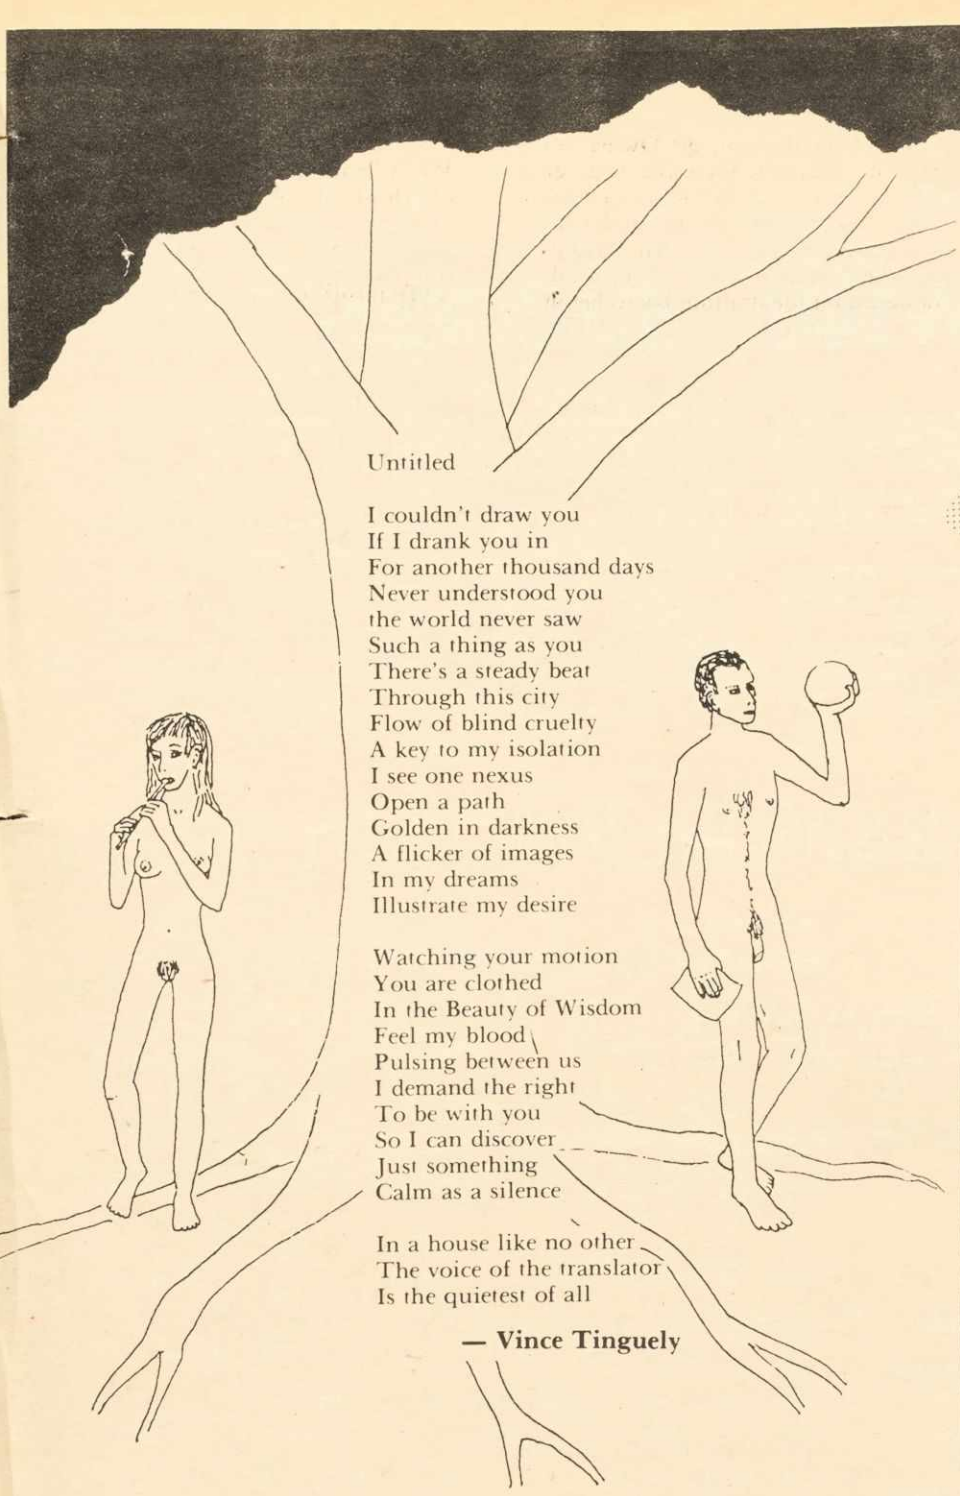 Untitled

I couldn't draw you
If I drank you in
For another thousand days
Never understood you
the world never saw
Such a thing as you
There's a steady beat
Through this city
Flow of blind cruelty
A key to my isolation
I see one nexus
Open a path
Golden in darkness
A flicker of images
In my dreams
Illustrate my desire

Watching your motion
You are clothed
In the Beauty of Wisdom
Feel my blood
Pulsing between us
I demand the right
To be with you
So I can discover
Just something
Calm as a silence

In a house like no other
The voice of the translator
Is the quietest of all

— Vince Tinguely